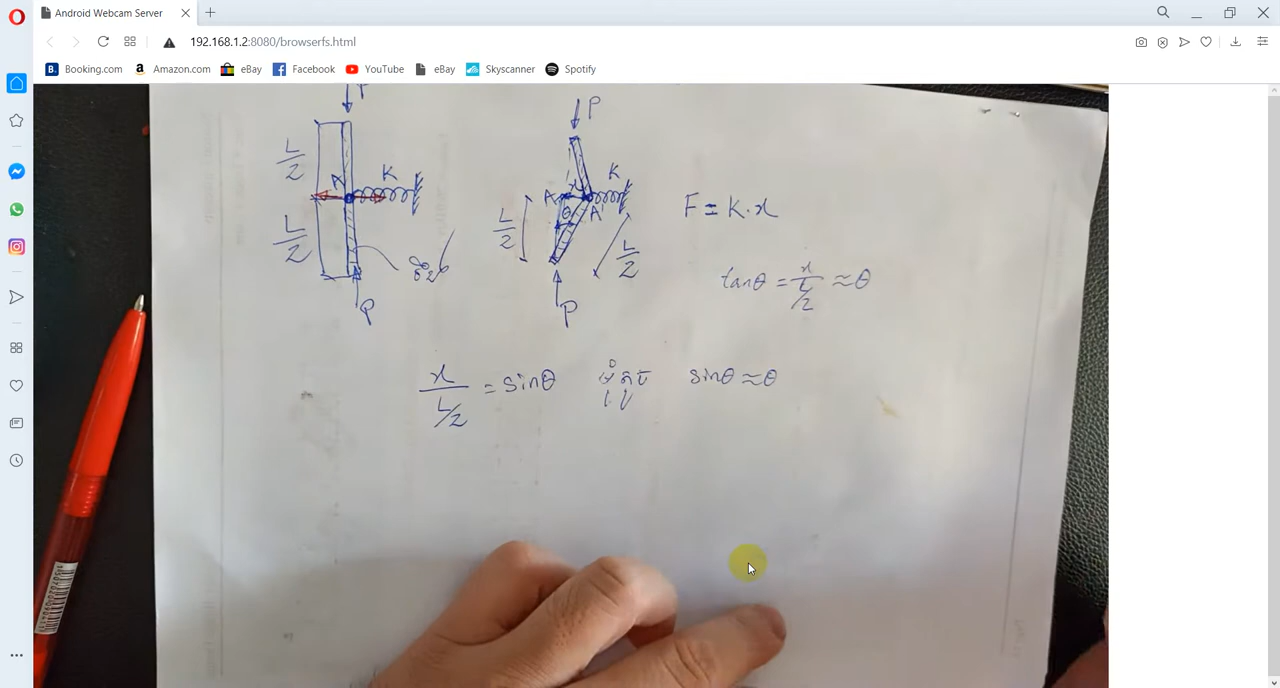 Android Webcam Server
192.168.1.2:8080/browserfs.html
Booking.com Amazon.com eBay Facebook YouTube eBay Skyscanner Spotify
P
P
L/2
A
K
A
x
K
θ
A'
L/2
L/2
L/2
F = K.x
P
P
tanθ = x / L/2 ≈ θ
x / L/2 = sinθ
sinθ ≈ θ